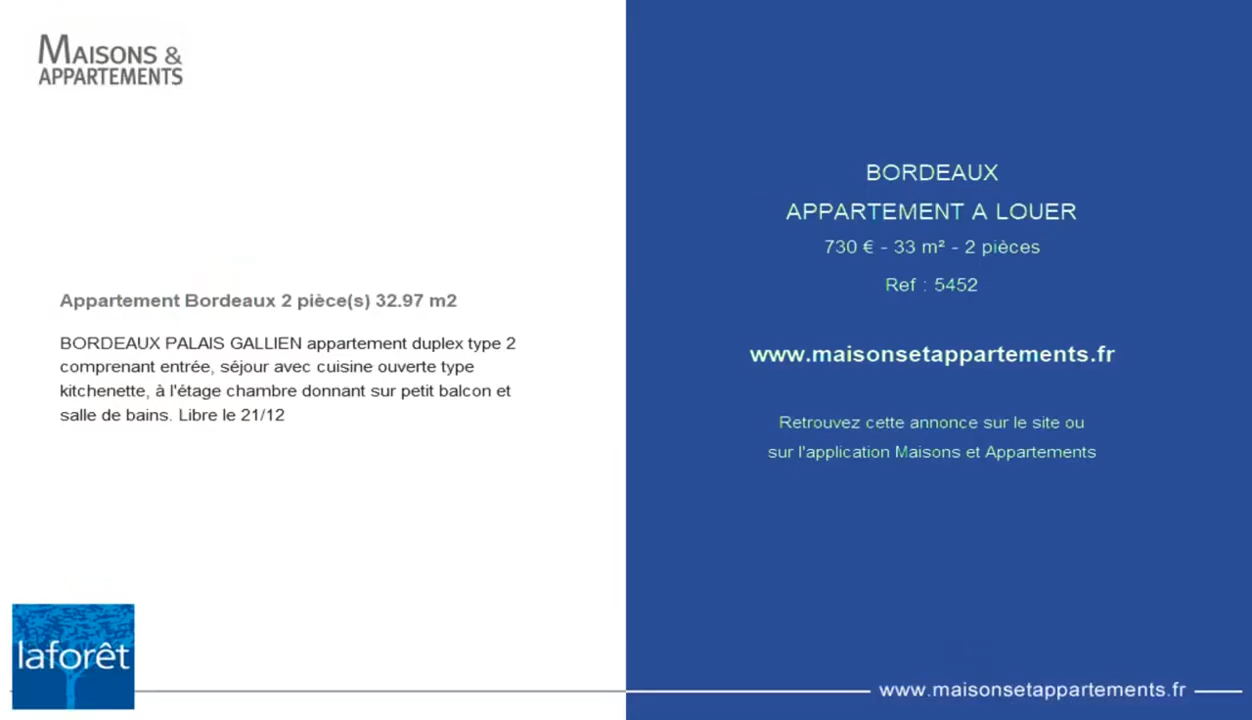 MAISONS &
APPARTEMENTS
Appartement Bordeaux 2 pièce(s) 32.97 m2
BORDEAUX PALAIS GALLIEN appartement duplex type 2
comprenant entrée, séjour avec cuisine ouverte type
kitchenette, à l'étage chambre donnant sur petit balcon et
salle de bains. Libre le 21/12
laforêt
BORDEAUX
APPARTEMENT A LOUER
730 € - 33 m² - 2 pièces
Ref : 5452
www.maisonsetappartements.fr
Retrouvez cette annonce sur le site ou
sur l'application Maisons et Appartements
www.maisonsetappartements.fr